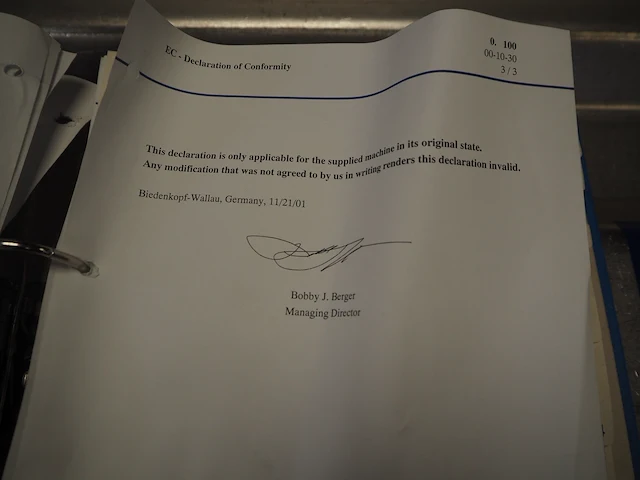 EC - Declaration of Conformity
0. 100
00-10-30
3 / 3
This declaration is only applicable for the supplied machine in its original state.
Any modification that was not agreed to by us in writing renders this declaration invalid.
Biedenkopf-Wallau, Germany, 11/21/01
Bobby J. Berger
Managing Director